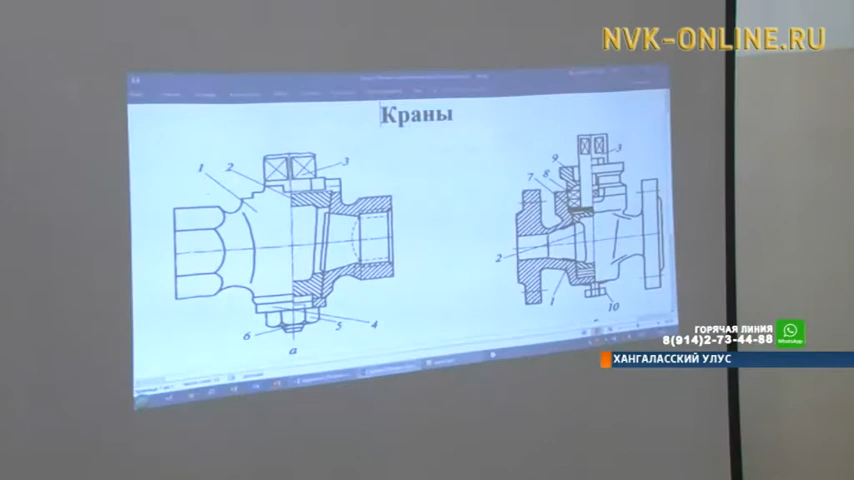 NVK-ONLINE.RU
Краны
1
2
3
6
5
4
а
9
8
7
3
2
1
10
ГОРЯЧАЯ ЛИНИЯ
8(914)2-73-44-88
WhatsApp
ХАНГАЛАССКИЙ УЛУС